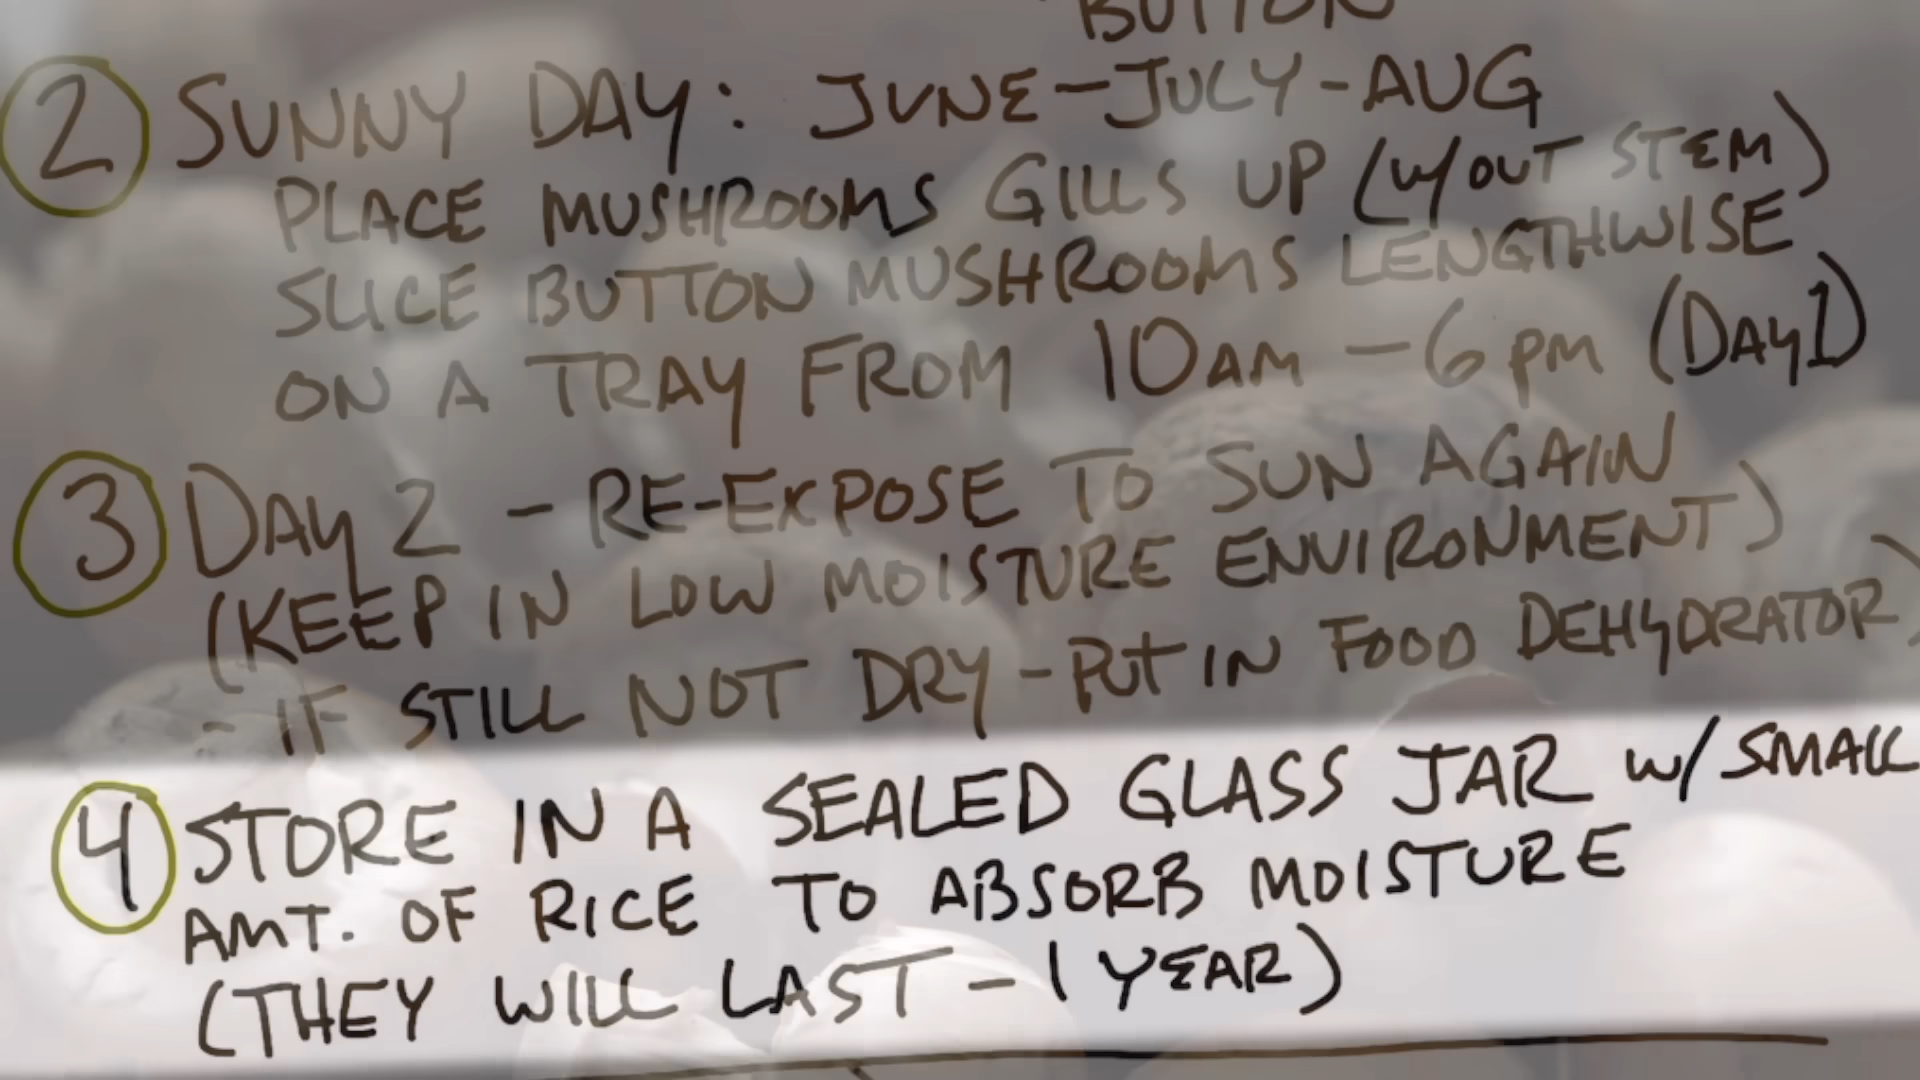 BUTTON
2 SUNNY DAY: JUNE-JULY-AUG
PLACE MUSHROOMS GILLS UP (w/OUT STEM)
SLICE BUTTON MUSHROOMS LENGTHWISE
ON A TRAY FROM 10AM - 6pm (DAY1)
3 DAY 2 - RE-EXPOSE TO SUN AGAIN
(KEEP IN LOW MOISTURE ENVIRONMENT)
- IF STILL NOT DRY - PUT IN FOOD DEHYDRATOR)
4 STORE IN A SEALED GLASS JAR w/ SMALL
AMT. OF RICE TO ABSORB MOISTURE
(THEY WILL LAST - 1 YEAR)